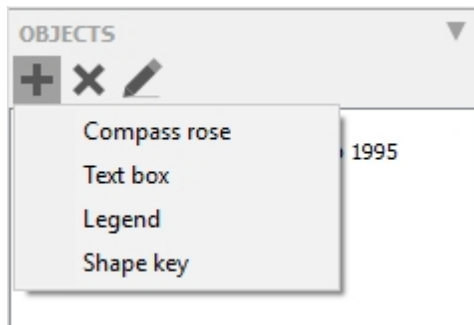 OBJECTS
Compass rose
1995
Text box
Legend
Shape key